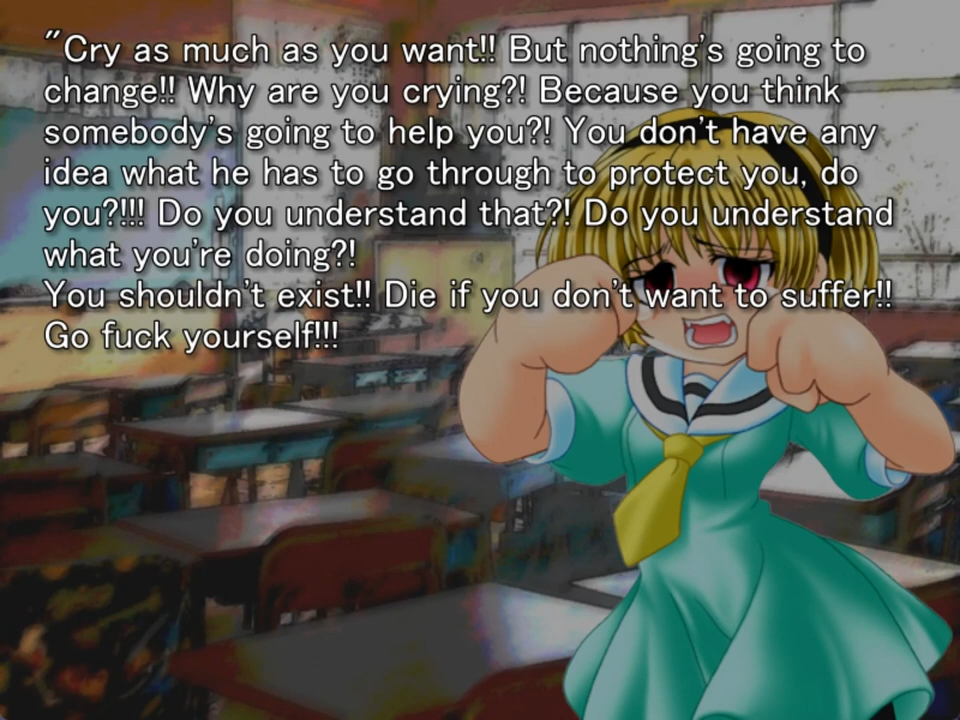 "Cry as much as you want!! But nothing's going to
change!! Why are you crying?! Because you think
somebody's going to help you?! You don't have any
idea what he has to go through to protect you, do
you?!!! Do you understand that?! Do you understand
what you're doing?!
You shouldn't exist!! Die if you don't want to suffer!!
Go fuck yourself!!!